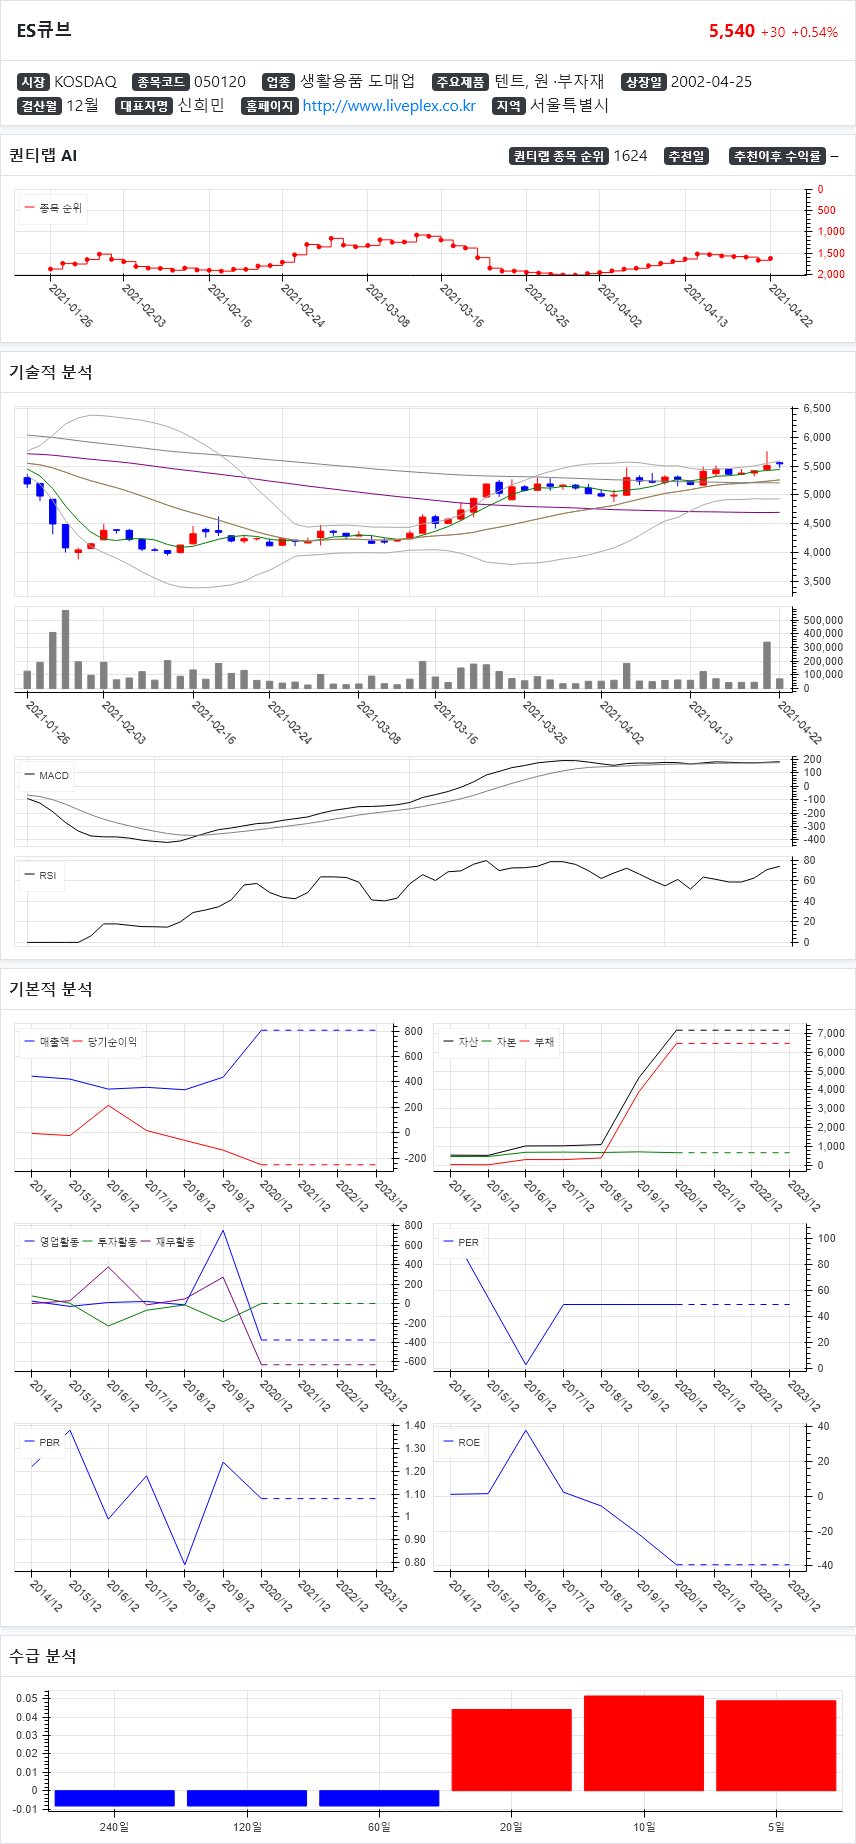 ES큐브
5,540 +30 +0.54%
시장 KOSDAQ 종목코드 050120 업종 생활용품 도매업 주요제품 텐트, 원 ·부자재 상장일 2002-04-25
결산월 12월 대표자명 신희민 홈페이지 http://www.liveplex.co.kr 지역 서울특별시
퀀티랩 AI
퀀티랩 종목 순위 1624 추천일 추천이후 수익률 –
종목 순위
0
500
1,000
1,500
2,000
2021-01-26 2021-02-03 2021-02-16 2021-02-24 2021-03-08 2021-03-16 2021-03-25 2021-04-02 2021-04-13 2021-04-22
기술적 분석
6,500
6,000
5,500
5,000
4,500
4,000
3,500
500,000
400,000
300,000
200,000
100,000
0
2021-01-26 2021-02-03 2021-02-16 2021-02-24 2021-03-08 2021-03-16 2021-03-25 2021-04-02 2021-04-13 2021-04-22
MACD
200
100
0
-100
-200
-300
-400
RSI
80
60
40
20
0
기본적 분석
매출액 당기순이익
800
600
400
200
0
-200
2014/12 2015/12 2016/12 2017/12 2018/12 2019/12 2020/12 2021/12 2022/12 2023/12
자산 자본 부채
7,000
6,000
5,000
4,000
3,000
2,000
1,000
0
2014/12 2015/12 2016/12 2017/12 2018/12 2019/12 2020/12 2021/12 2022/12 2023/12
영업활동 투자활동 재무활동
800
600
400
200
0
-200
-400
-600
2014/12 2015/12 2016/12 2017/12 2018/12 2019/12 2020/12 2021/12 2022/12 2023/12
PER
100
80
60
40
20
0
2014/12 2015/12 2016/12 2017/12 2018/12 2019/12 2020/12 2021/12 2022/12 2023/12
PBR
1.40
1.30
1.20
1.10
1
0.90
0.80
2014/12 2015/12 2016/12 2017/12 2018/12 2019/12 2020/12 2021/12 2022/12 2023/12
ROE
40
20
0
-20
-40
2014/12 2015/12 2016/12 2017/12 2018/12 2019/12 2020/12 2021/12 2022/12 2023/12
수급 분석
0.05
0.04
0.03
0.02
0.01
0
-0.01
240일 120일 60일 20일 10일 5일